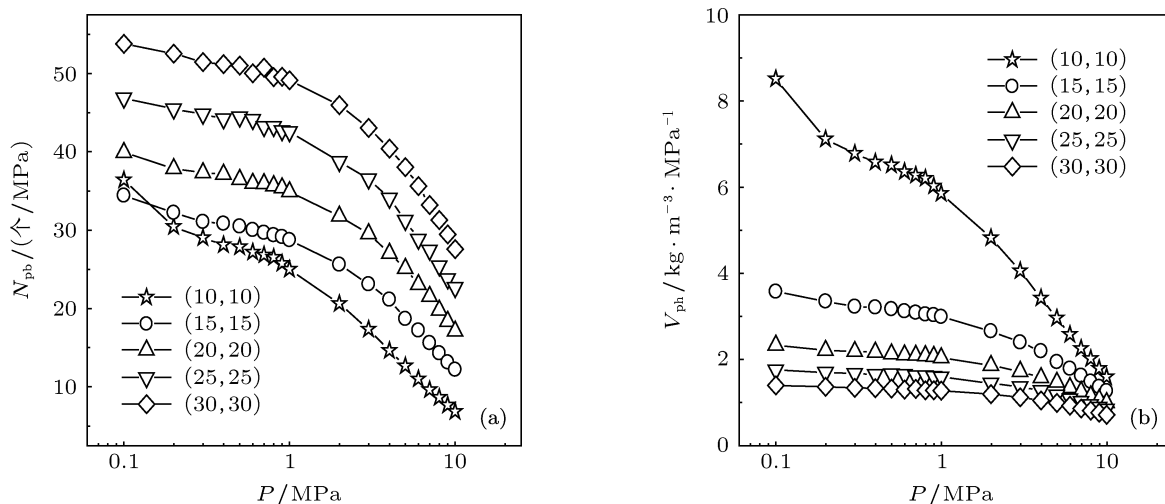 50
40
30
20
10
N_pb/(个/MPa)
(10, 10)
(15, 15)
(20, 20)
(25, 25)
(30, 30)
(a)
0.1 1 10
P/MPa
10
8
6
4
2
0
V_ph/kg·m⁻³·MPa⁻¹
(10, 10)
(15, 15)
(20, 20)
(25, 25)
(30, 30)
(b)
0.1 1 10
P/MPa